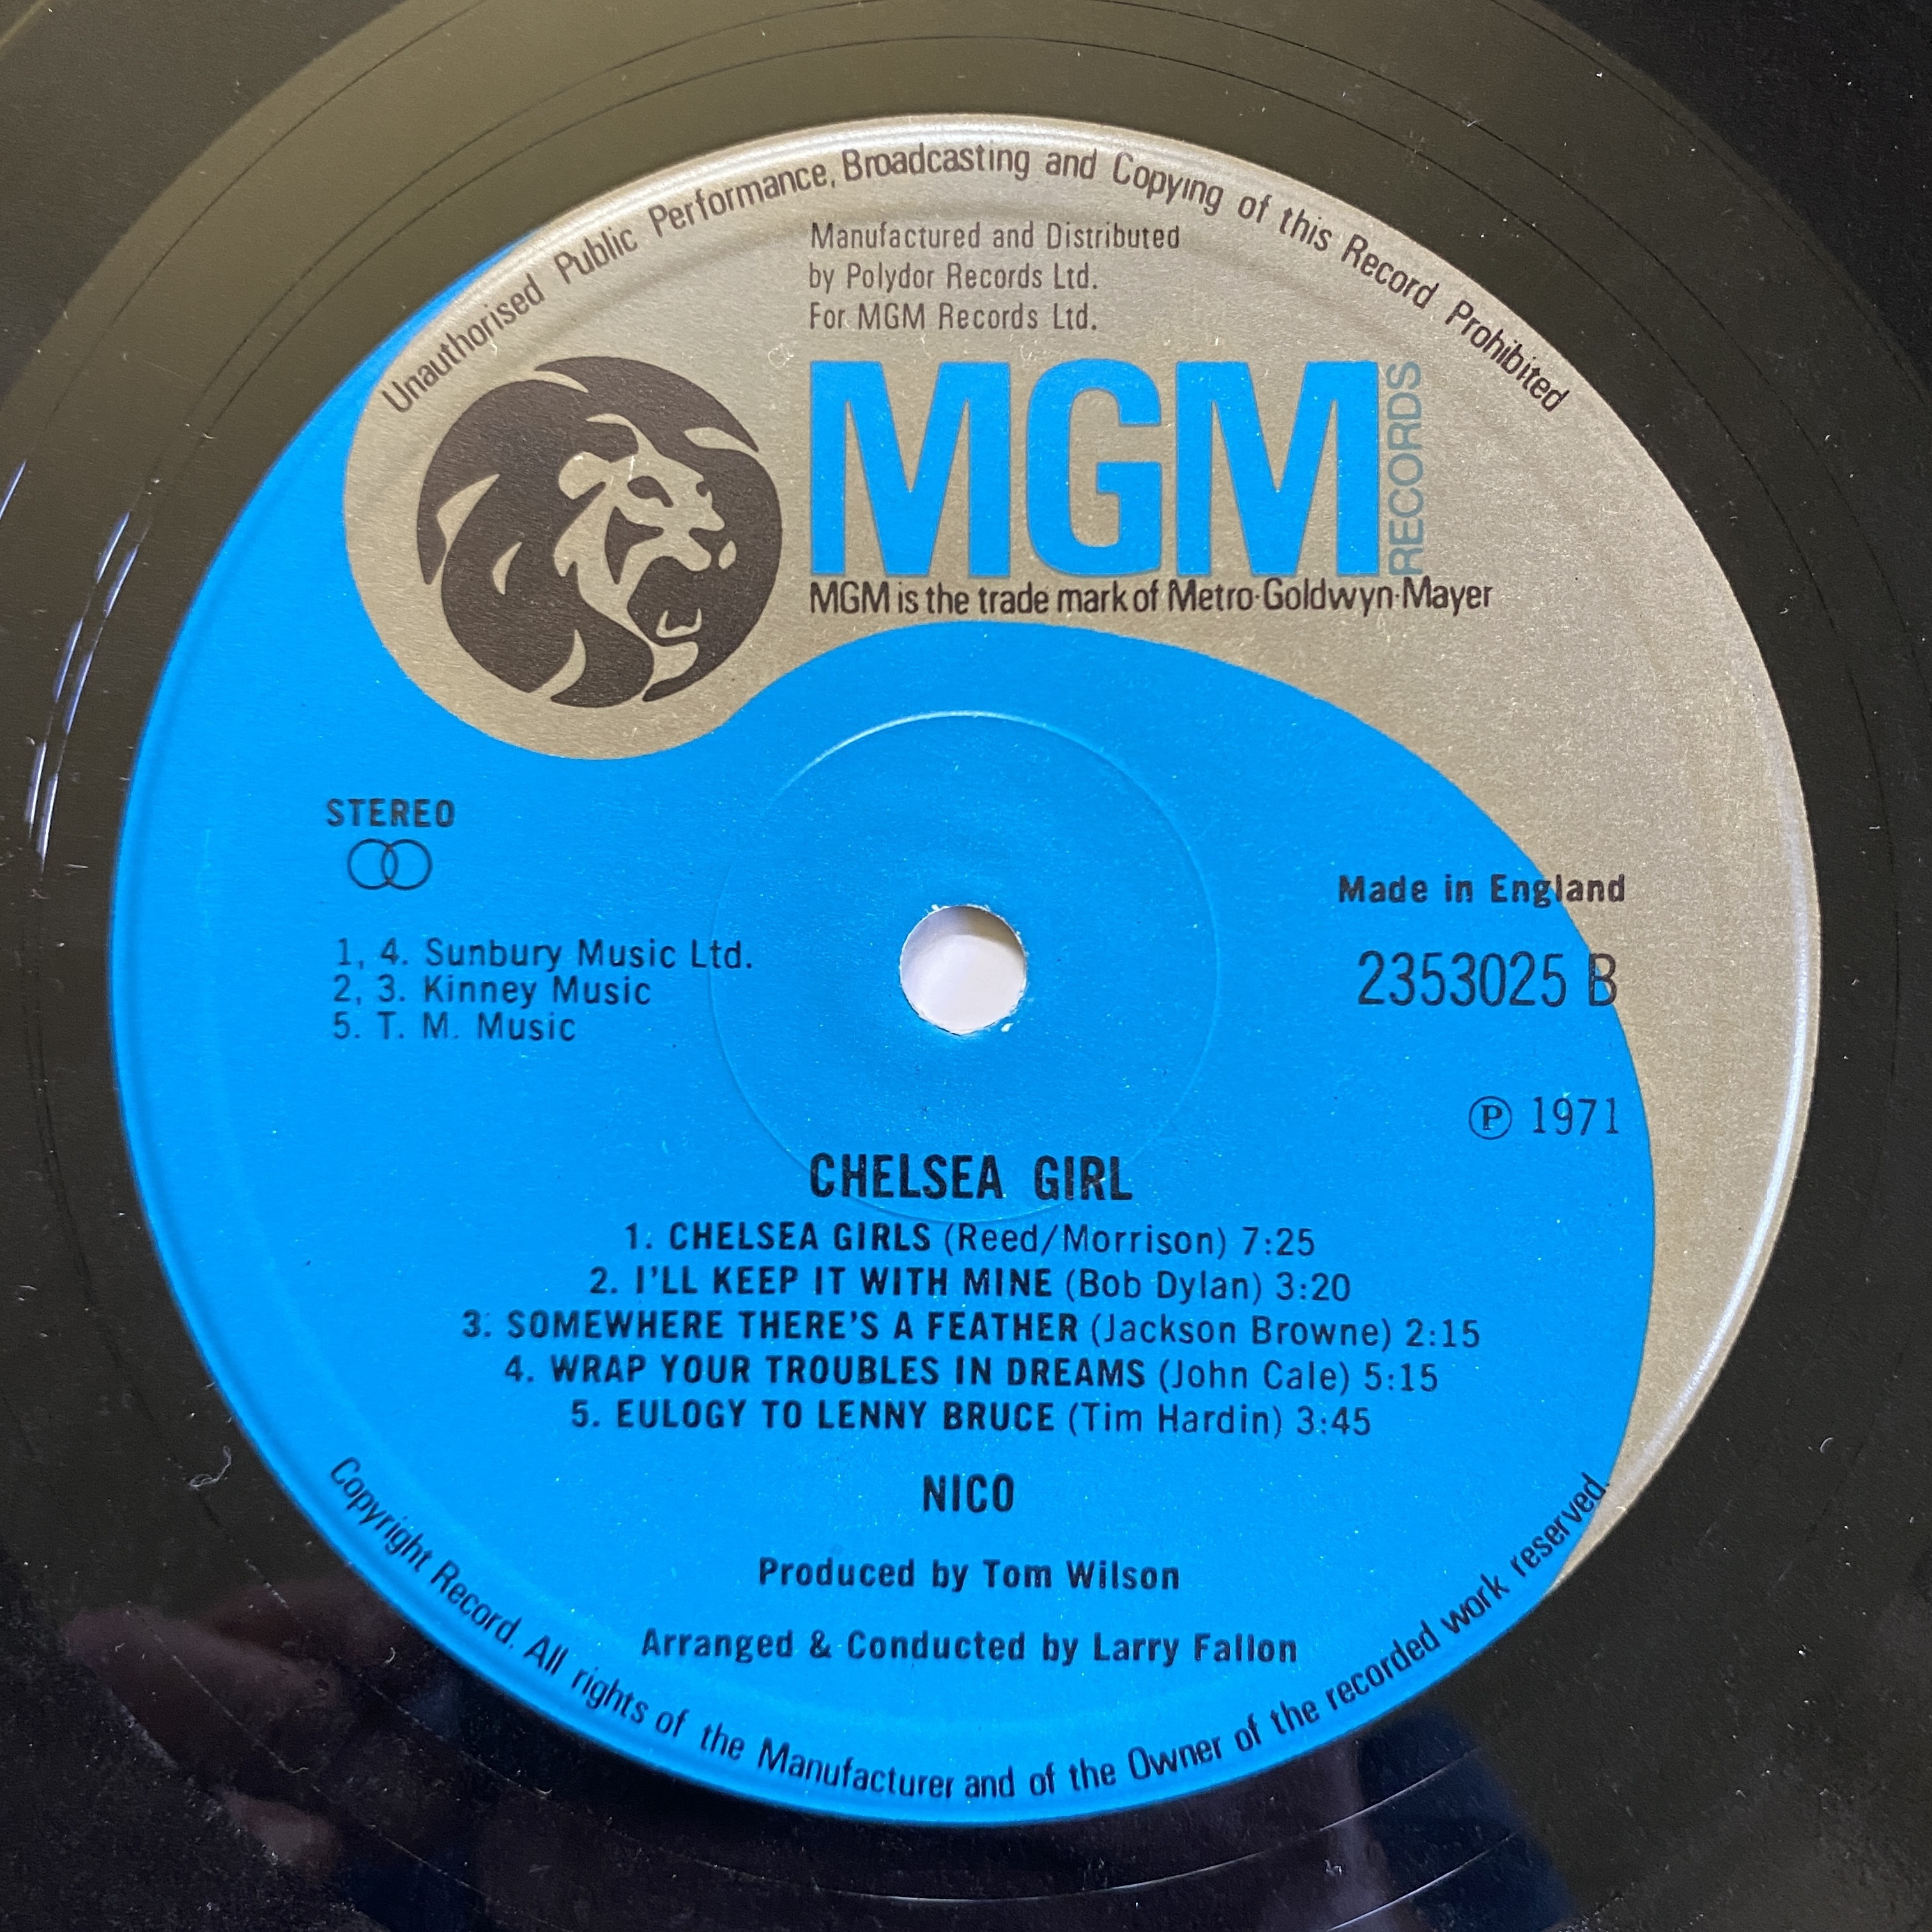 Unauthorised Public Performance, Broadcasting and Copying of this Record Prohibited
Manufactured and Distributed
by Polydor Records Ltd.
For MGM Records Ltd.
MGM RECORDS
MGM is the trade mark of Metro·Goldwyn·Mayer
STEREO
1, 4. Sunbury Music Ltd.
2, 3. Kinney Music
5. T. M. Music
Made in England
2353025 B
Ⓟ 1971
CHELSEA GIRL
1. CHELSEA GIRLS (Reed/Morrison) 7:25
2. I'LL KEEP IT WITH MINE (Bob Dylan) 3:20
3. SOMEWHERE THERE'S A FEATHER (Jackson Browne) 2:15
4. WRAP YOUR TROUBLES IN DREAMS (John Cale) 5:15
5. EULOGY TO LENNY BRUCE (Tim Hardin) 3:45
NICO
Produced by Tom Wilson
Arranged & Conducted by Larry Fallon
Copyright Record. All rights of the Manufacturer and of the Owner of the recorded work reserved.